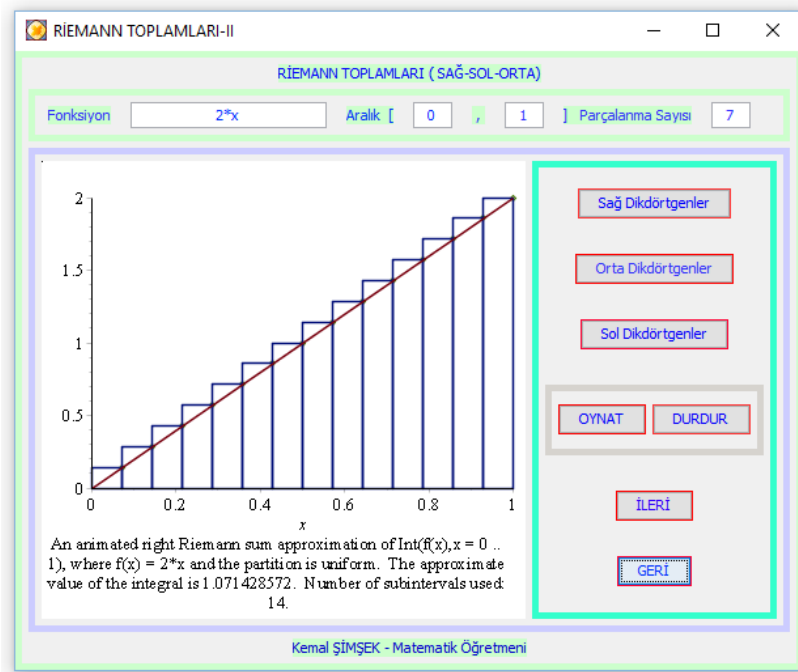 RİEMANN TOPLAMLARI-II
RİEMANN TOPLAMLARI ( SAĞ-SOL-ORTA)
Fonksiyon 2*x Aralık [ 0 , 1 ] Parçalanma Sayısı 7
2
1.5
1
0.5
0
0 0.2 0.4 0.6 0.8 1
x
An animated right Riemann sum approximation of Int(f(x), x = 0 ..
1), where f(x) = 2*x and the partition is uniform. The approximate
value of the integral is 1.071428572. Number of subintervals used:
14.
Sağ Dikdörtgenler
Orta Dikdörtgenler
Sol Dikdörtgenler
OYNAT DURDUR
İLERİ
GERİ
Kemal ŞİMŞEK - Matematik Öğretmeni